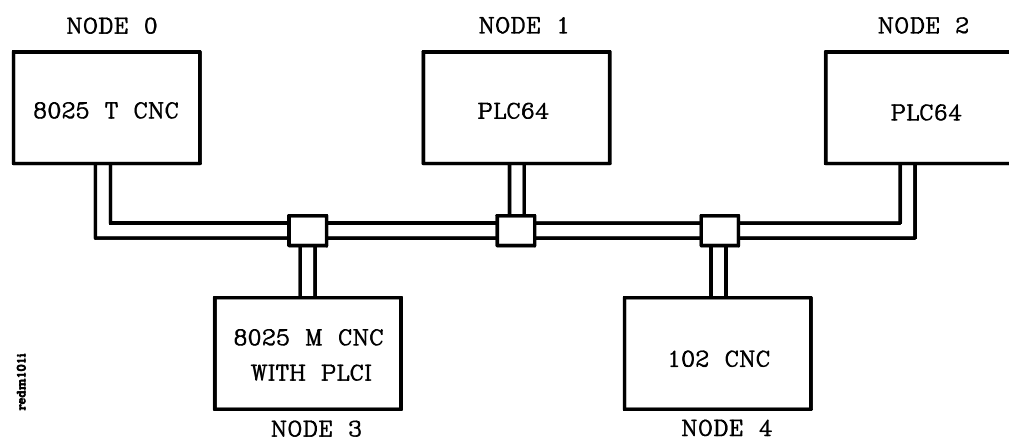 NODE 0
NODE 1
NODE 2
8025 T CNC
PLC64
PLC64
8025 M CNC
WITH PLCI
102 CNC
NODE 3
NODE 4
redm101i